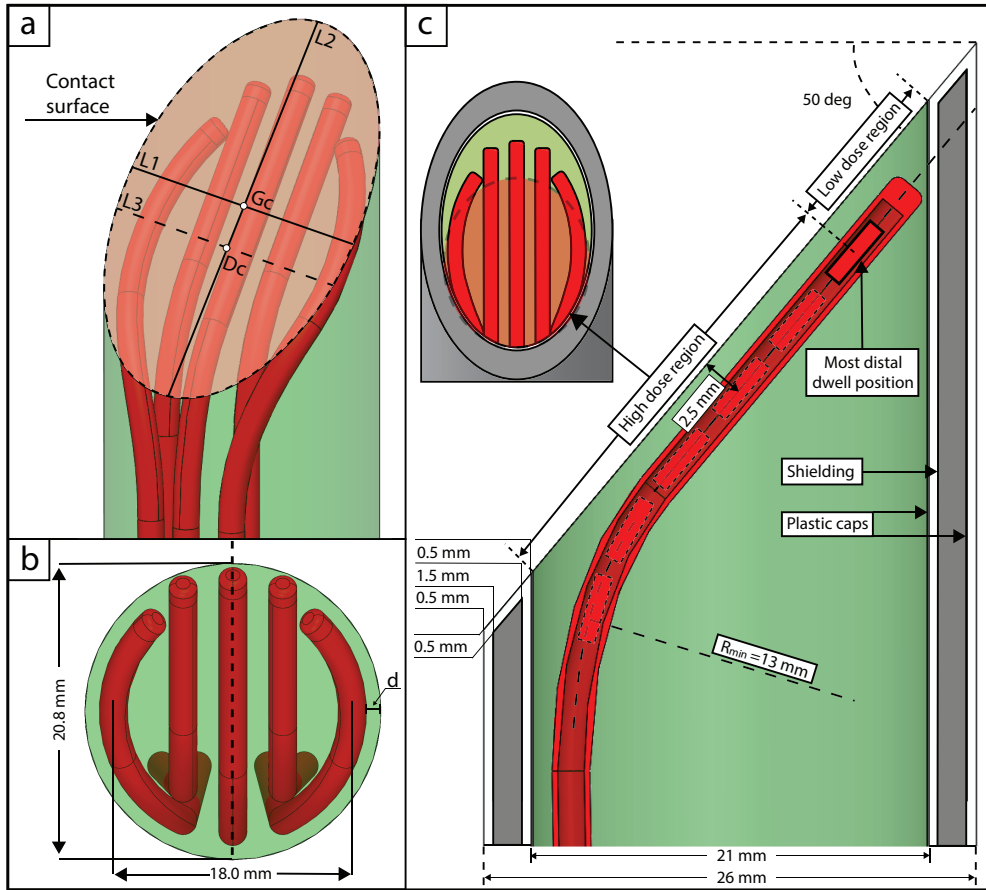 a
Contact
surface
L1
L2
L3
Gc
Dc
b
20.8 mm
18.0 mm
d
c
50 deg
Low dose region
High dose region
2.5 mm
Most distal
dwell position
Shielding
Plastic caps
0.5 mm
1.5 mm
0.5 mm
0.5 mm
Rmin =13 mm
21 mm
26 mm